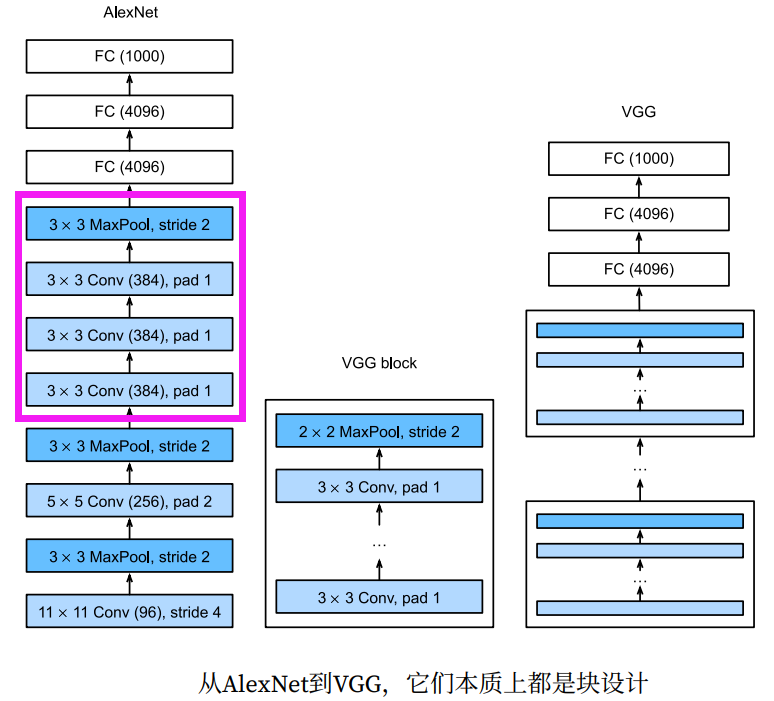 AlexNet
FC (1000)
FC (4096)
FC (4096)
3 × 3 MaxPool, stride 2
3 × 3 Conv (384), pad 1
3 × 3 Conv (384), pad 1
3 × 3 Conv (384), pad 1
3 × 3 MaxPool, stride 2
5 × 5 Conv (256), pad 2
3 × 3 MaxPool, stride 2
11 × 11 Conv (96), stride 4
VGG block
2 × 2 MaxPool, stride 2
3 × 3 Conv, pad 1
...
3 × 3 Conv, pad 1
VGG
FC (1000)
FC (4096)
FC (4096)
...
...
...
从AlexNet到VGG，它们本质上都是块设计